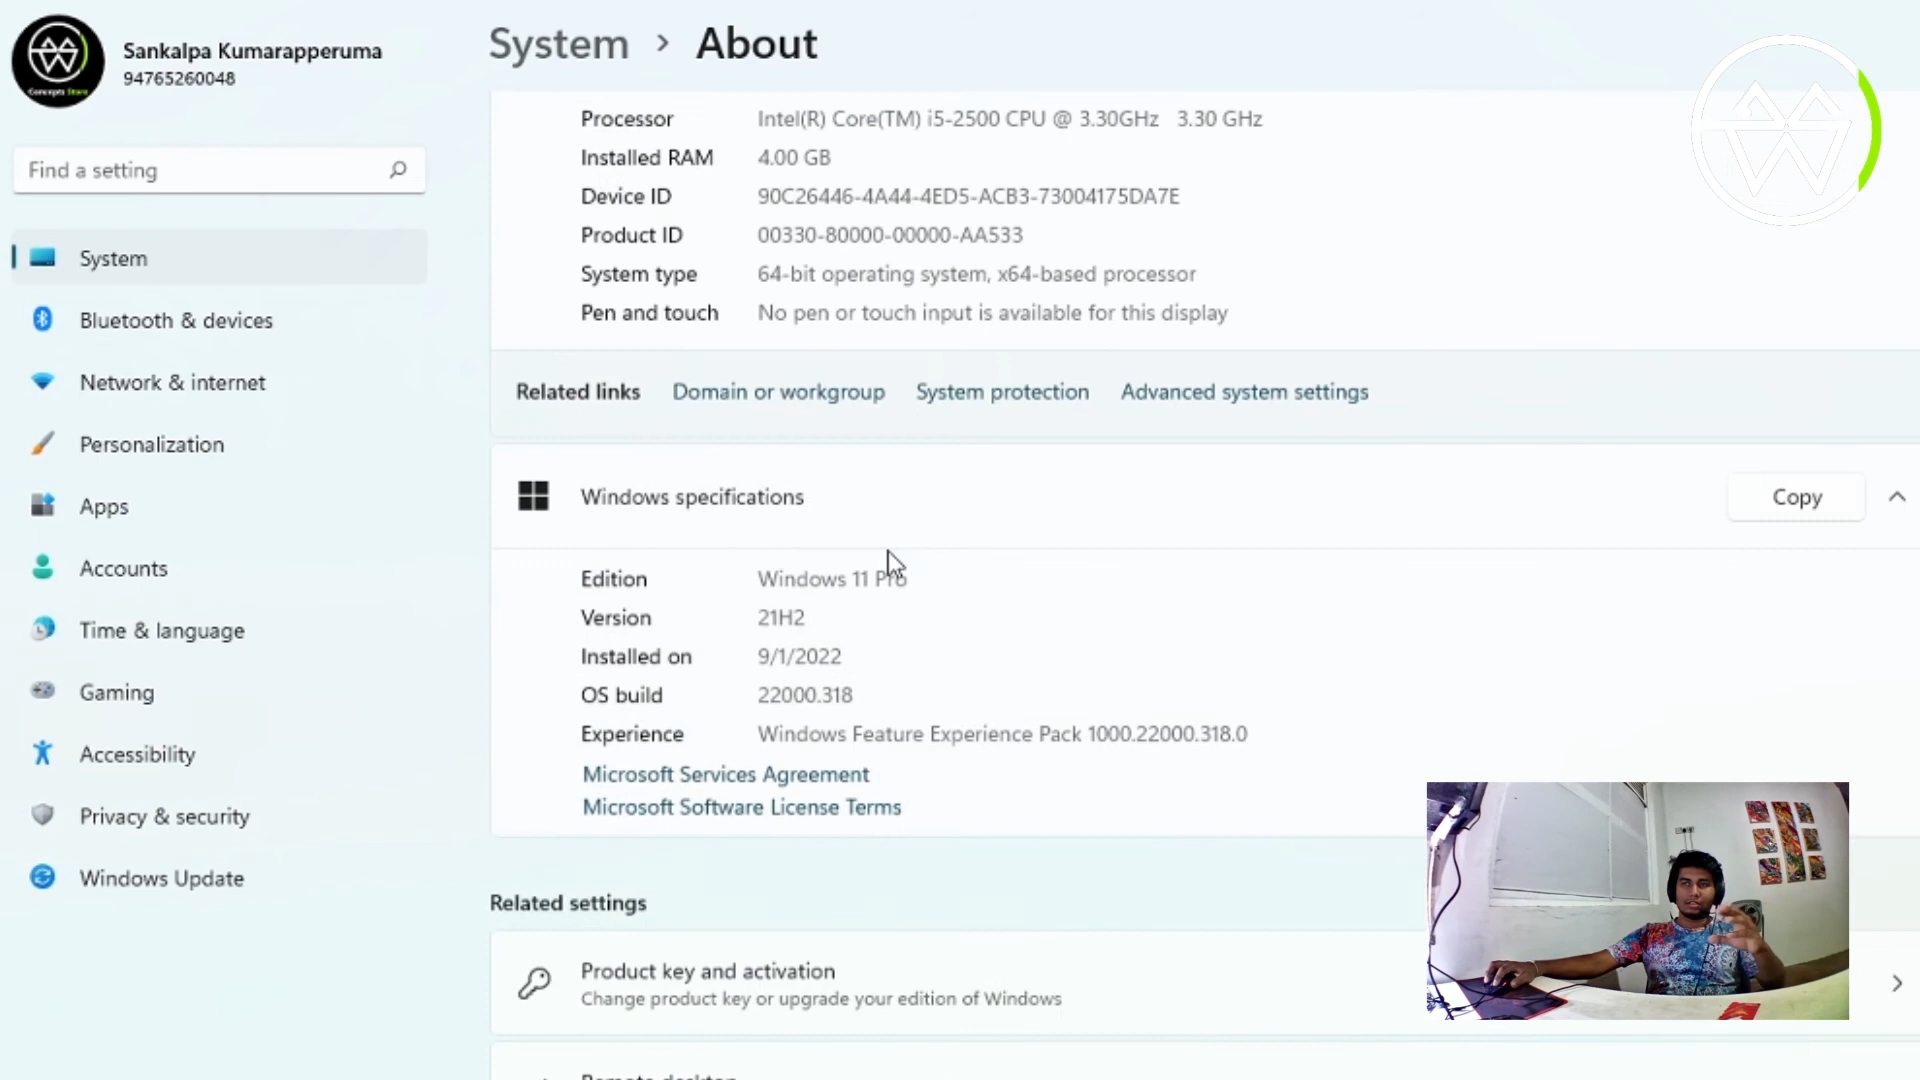 Sankalpa Kumarapperuma
94765260048
Concepts Store
Find a setting
System
Bluetooth & devices
Network & internet
Personalization
Apps
Accounts
Time & language
Gaming
Accessibility
Privacy & security
Windows Update
System > About
Processor Intel(R) Core(TM) i5-2500 CPU @ 3.30GHz 3.30 GHz
Installed RAM 4.00 GB
Device ID 90C26446-4A44-4ED5-ACB3-73004175DA7E
Product ID 00330-80000-00000-AA533
System type 64-bit operating system, x64-based processor
Pen and touch No pen or touch input is available for this display
Related links Domain or workgroup System protection Advanced system settings
Windows specifications
Copy
Edition Windows 11 Pro
Version 21H2
Installed on 9/1/2022
OS build 22000.318
Experience Windows Feature Experience Pack 1000.22000.318.0
Microsoft Services Agreement
Microsoft Software License Terms
Related settings
Product key and activation
Change product key or upgrade your edition of Windows
Remote desktop